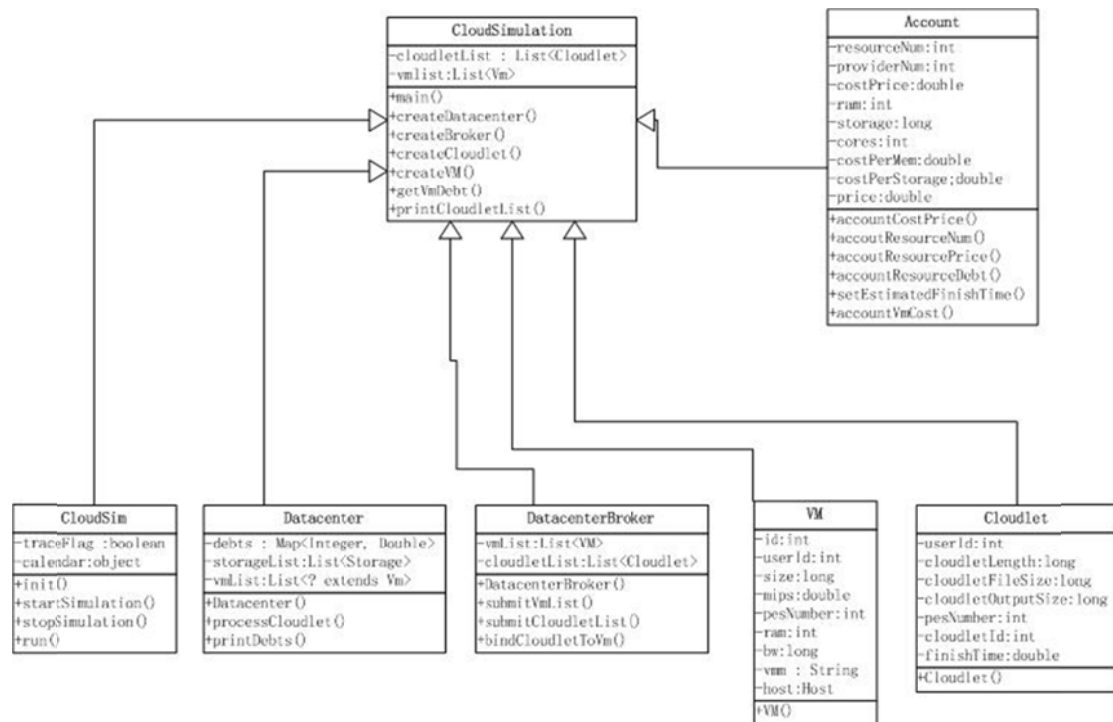 CloudSimulation
-cloudletList : List<Cloudlet>
-vmlist:List<Vm>
+main()
+createDatacenter()
+createBroker()
+createCloudlet()
+createVM()
+getVmDebt()
+printCloudletList()
Account
-resourceNum:int
-providerNum:int
-costPrice:double
-ram:int
-storage:long
-cores:int
-costPerMem:double
-costPerStorage;double
-price:double
+accountCostPrice()
+accoutResourceNum()
+accoutResourcePrice()
+accountResourceDebt()
+setEstimatedFinishTime()
+accountVmCost()
CloudSim
-traceFlag :boolean
-calendar:object
+init()
+startSimulation()
+stopSimulation()
+run()
Datacenter
-debts : Map<Integer, Double>
-storageList:List<Storage>
-vmList:List<? extends Vm>
+Datacenter()
+processCloudlet()
+printDebts()
DatacenterBroker
-vmList:List<VM>
-cloudletList:List<Cloudlet>
+DatacenterBroker()
+submitVmList()
+submitCloudletList()
+bindCloudletToVm()
VM
-id:int
-userId:int
-size:long
-mips:double
-pesNumber:int
-ram:int
-bw:long
-vmm : String
-host:Host
+VM()
Cloudlet
-userId:int
-cloudletLength:long
-cloudletFileSize:long
-cloudletOutputSize:long
-pesNumber:int
-cloudletId:int
-finishTime:double
+Cloudlet()